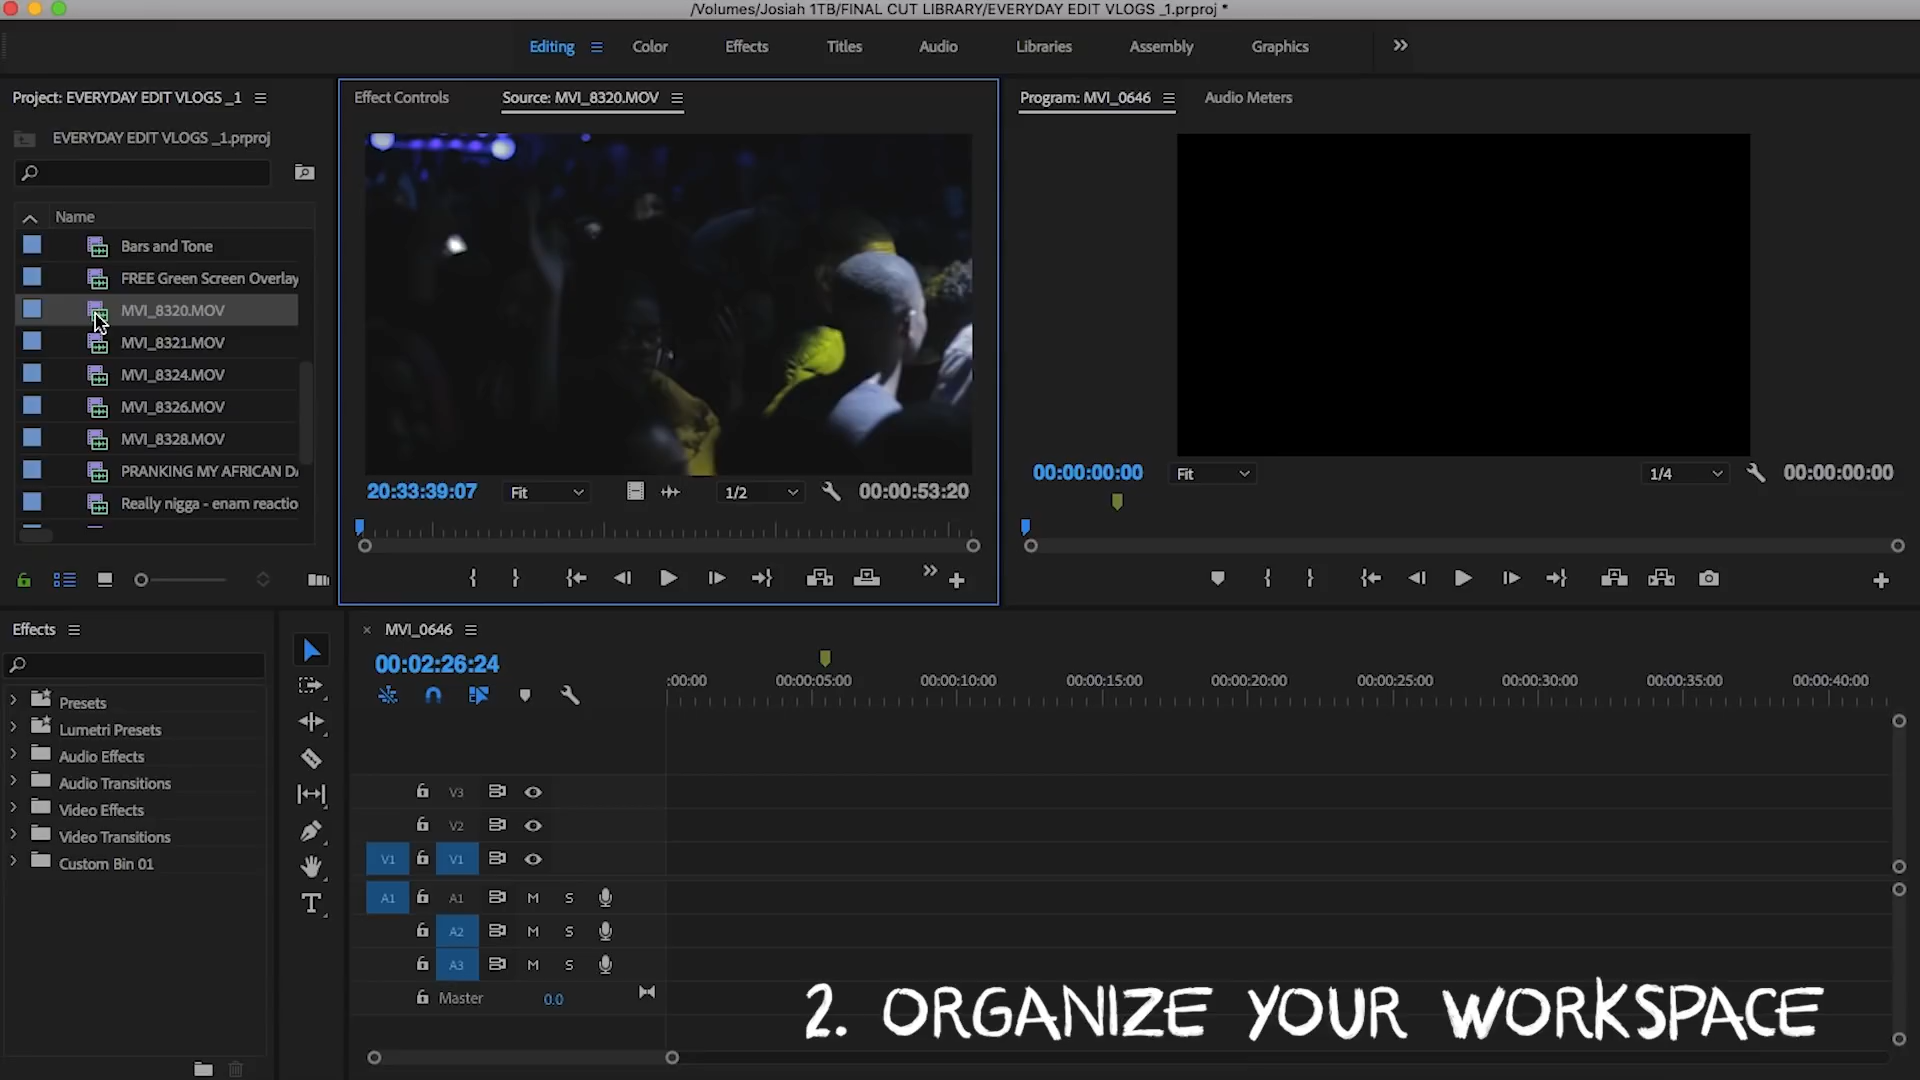 /Volumes/Josiah 1TB/FINAL CUT LIBRARY/EVERYDAY EDIT VLOGS _1.prproj *
Editing Color Effects Titles Audio Libraries Assembly Graphics
Project: EVERYDAY EDIT VLOGS _1
EVERYDAY EDIT VLOGS _1.prproj
Name
Bars and Tone
FREE Green Screen Overlay
MVI_8320.MOV
MVI_8321.MOV
MVI_8324.MOV
MVI_8326.MOV
MVI_8328.MOV
PRANKING MY AFRICAN DA
Really nigga - enam reactio
Effect Controls Source: MVI_8320.MOV
20:33:39:07 Fit 1/2 00:00:53:20
Program: MVI_0646 Audio Meters
00:00:00:00 Fit 1/4 00:00:00:00
Effects
Presets
Lumetri Presets
Audio Effects
Audio Transitions
Video Effects
Video Transitions
Custom Bin 01
T
MVI_0646
00:02:26:24
:00:00 00:00:05:00 00:00:10:00 00:00:15:00 00:00:20:00 00:00:25:00 00:00:30:00 00:00:35:00 00:00:40:00
V3
V2
V1 V1
A1 A1 M S
A2 M S
A3 M S
Master 0.0
2. ORGANIZE YOUR WORKSPACE